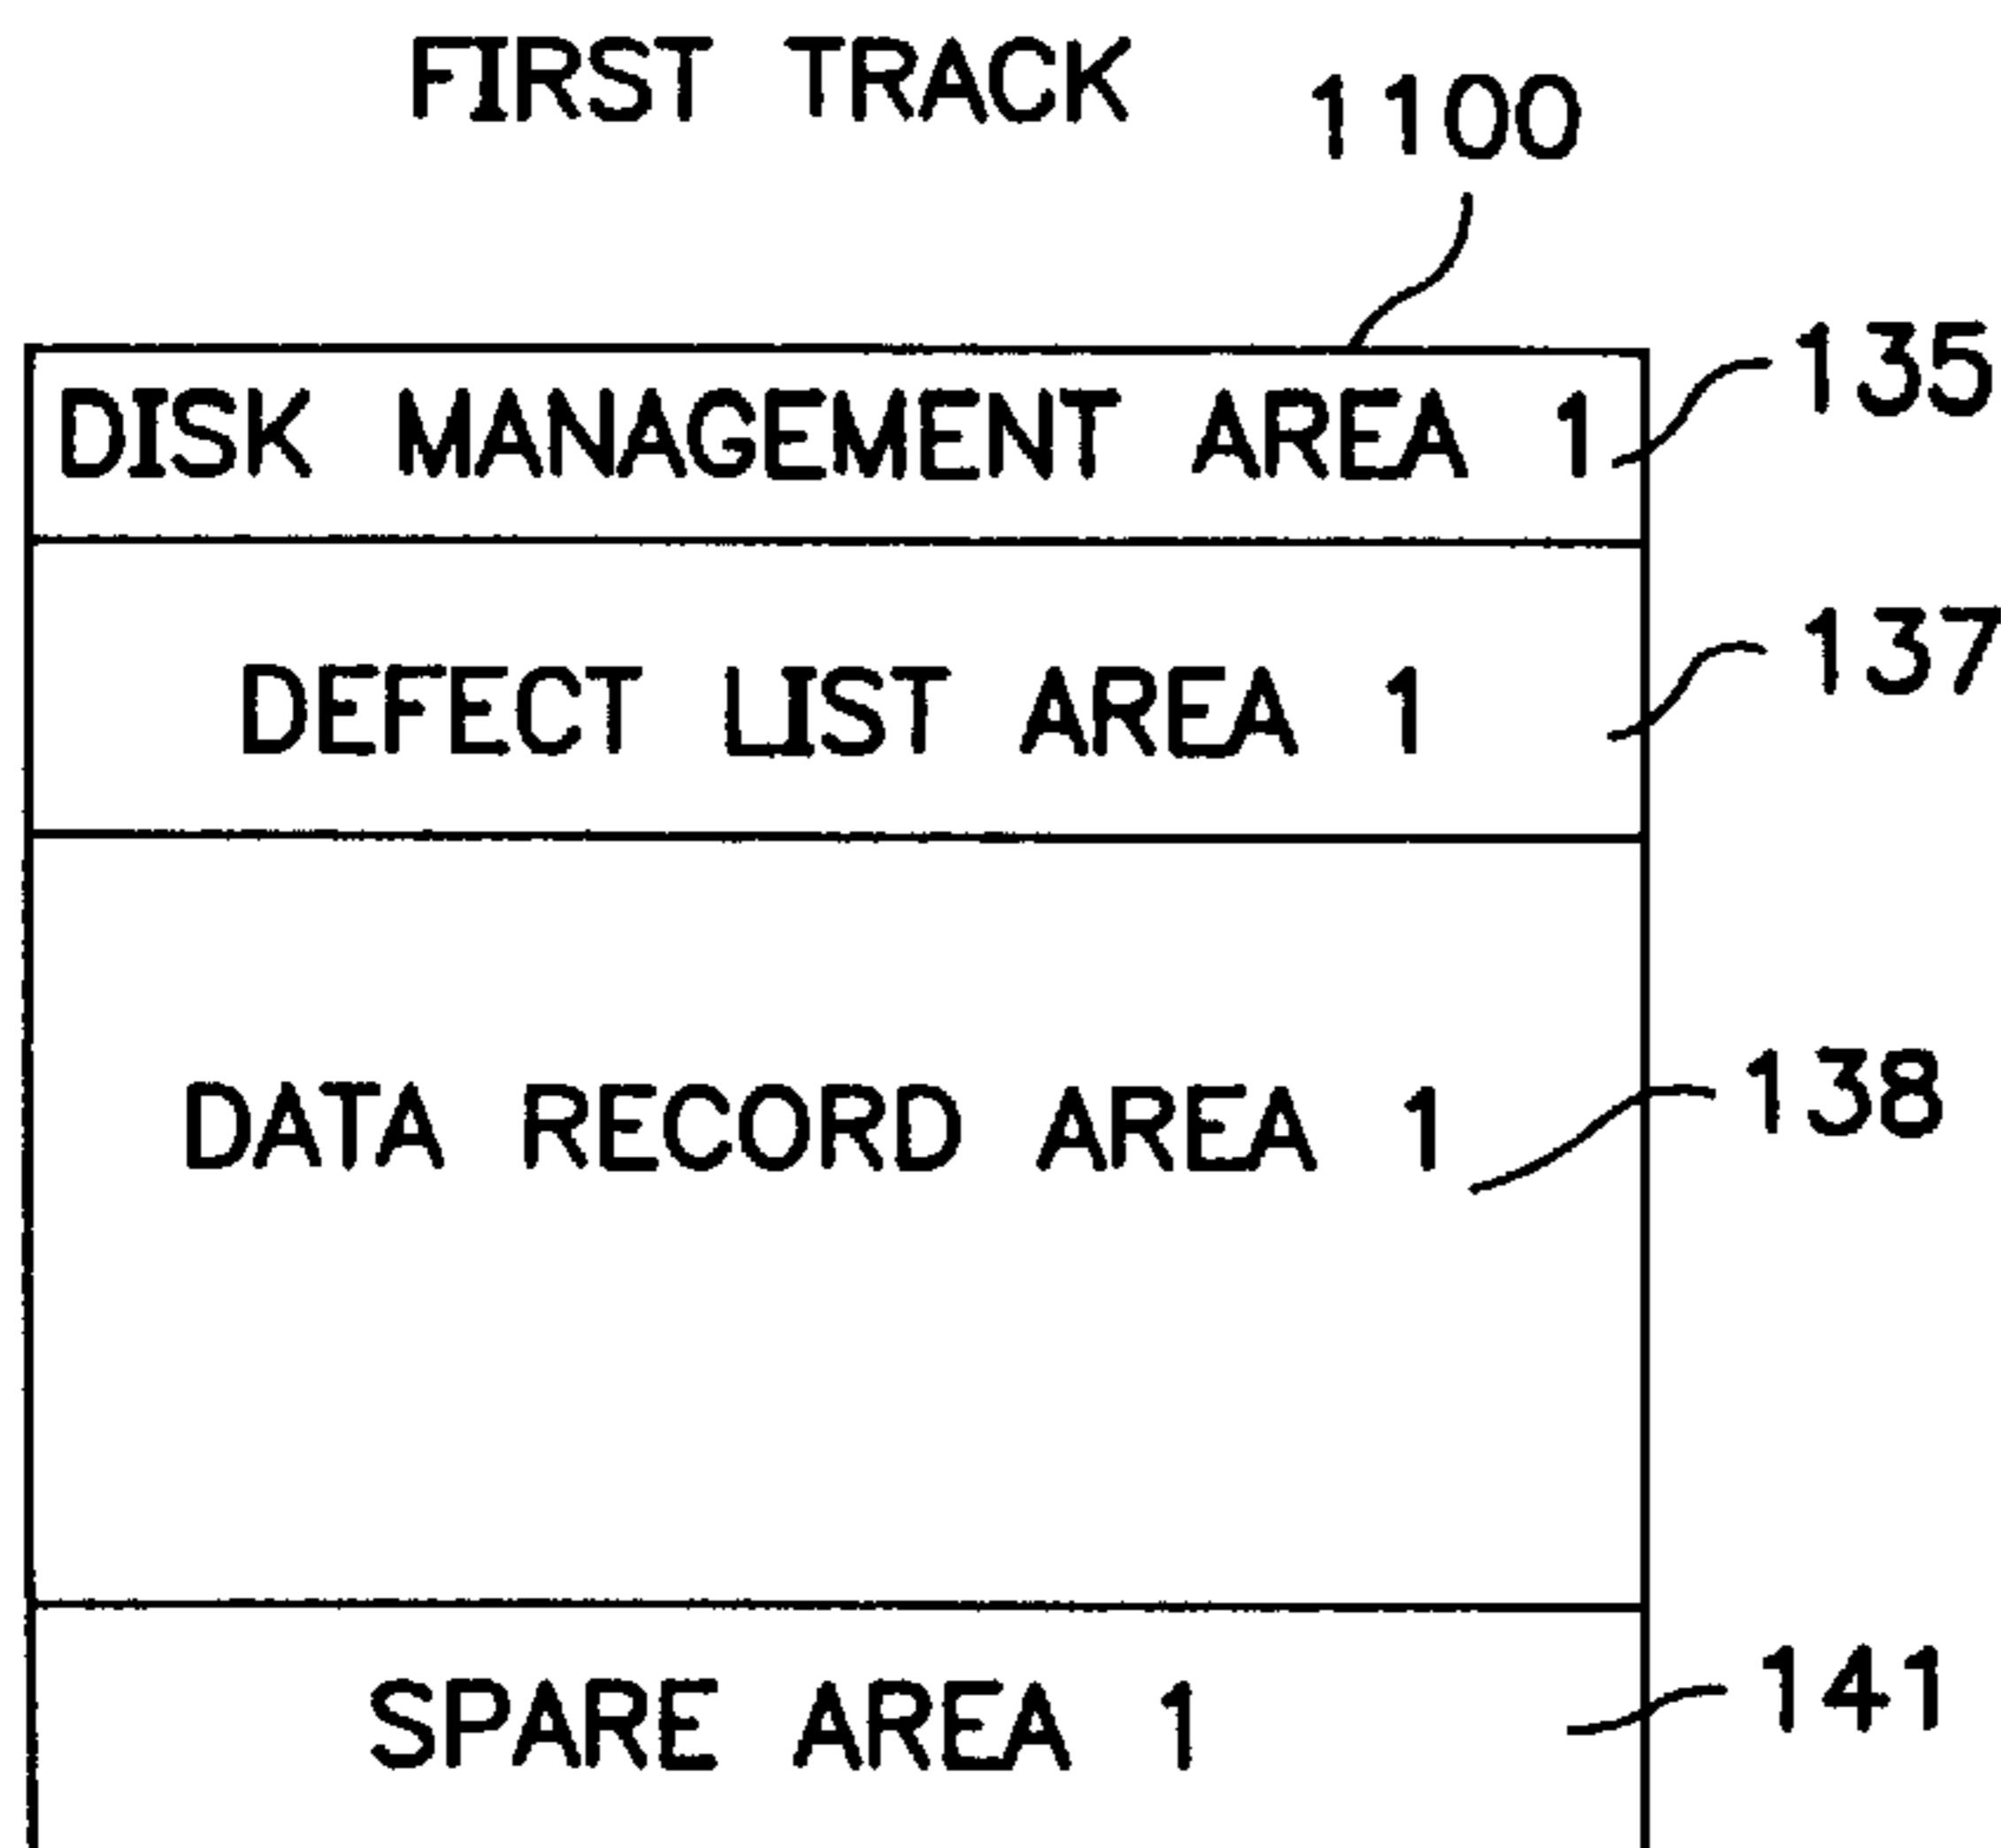 FIRST TRACK
1100
DISK MANAGEMENT AREA 1
135
DEFECT LIST AREA 1
137
DATA RECORD AREA 1
138
SPARE AREA 1
141